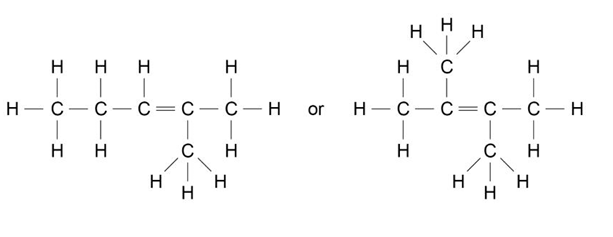 H
H H
H H H H C H
H — C — C — C = C — C — H or H — C — C = C — C — H
H H C H H C H
H H H H
H H